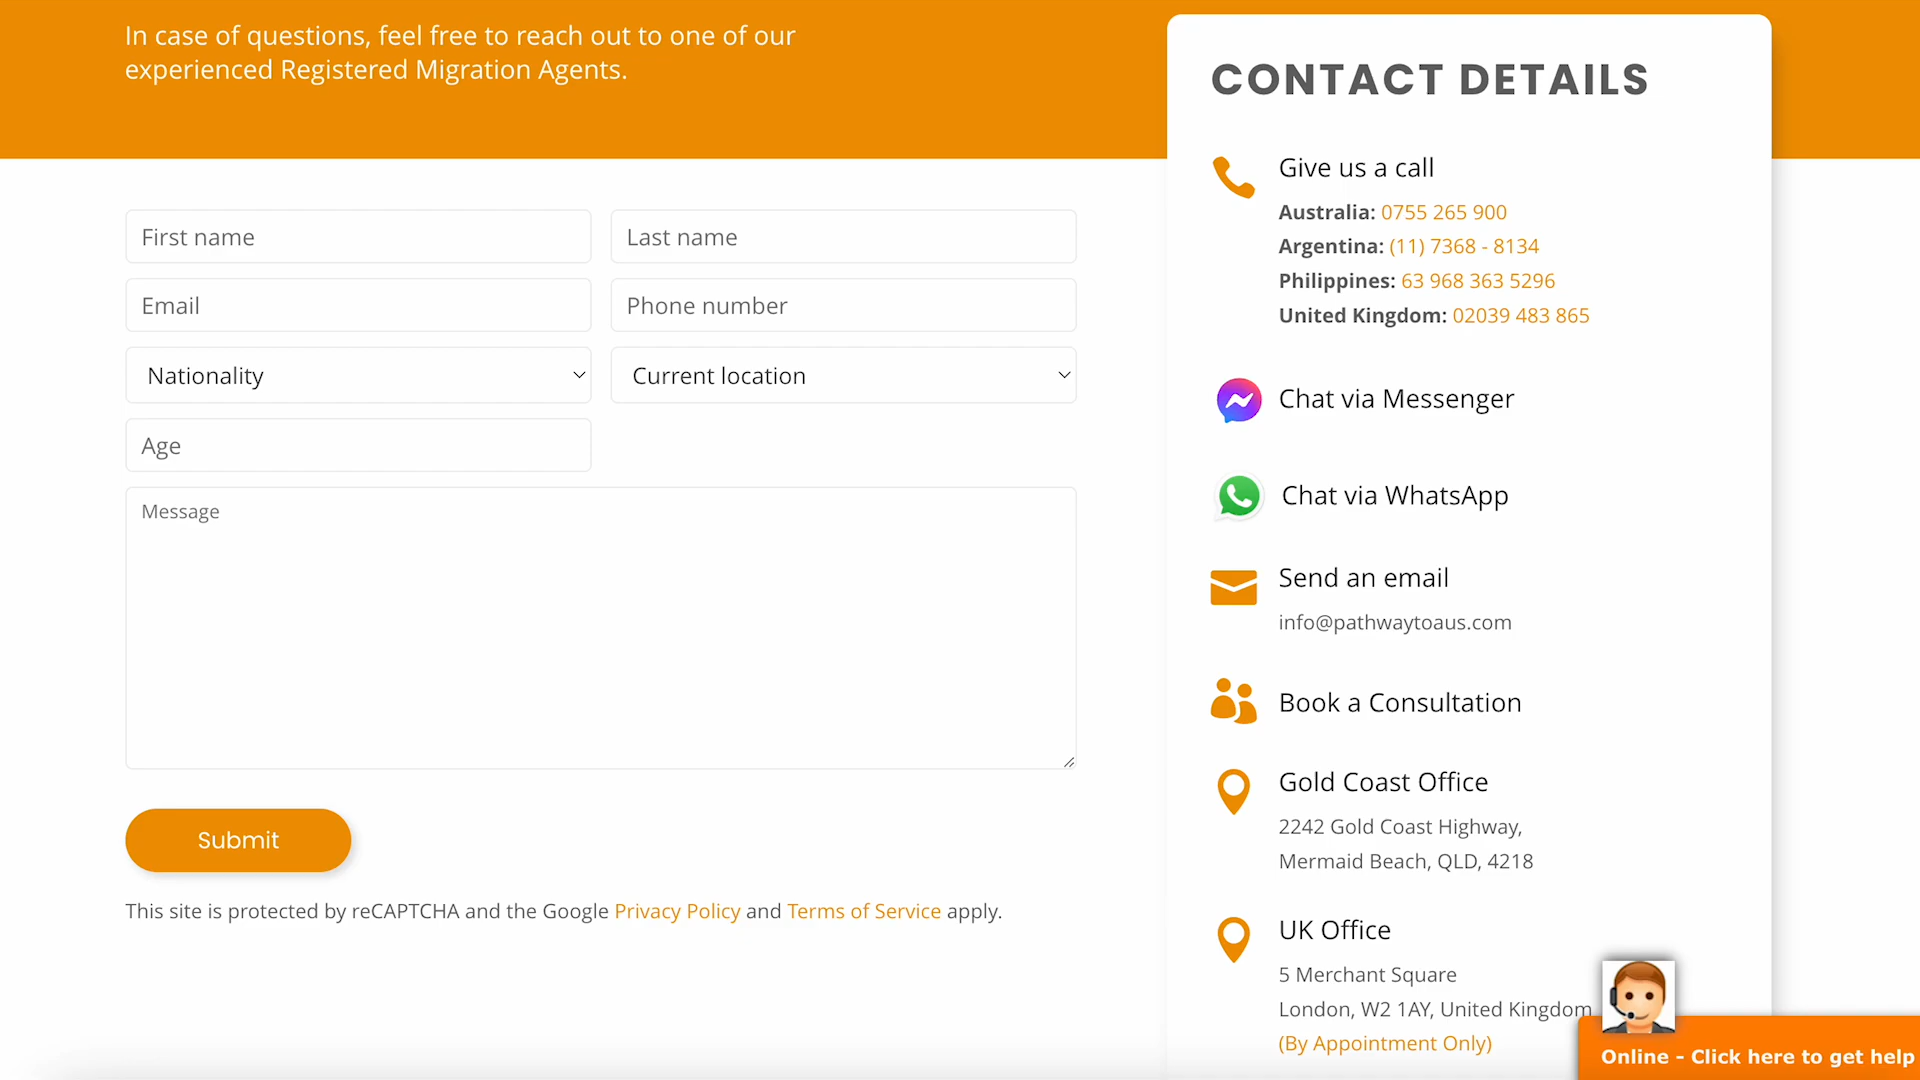 In case of questions, feel free to reach out to one of our
experienced Registered Migration Agents.
First name
Last name
Email
Phone number
Nationality
Current location
Age
Message
Submit
This site is protected by reCAPTCHA and the Google Privacy Policy and Terms of Service apply.
CONTACT DETAILS
Give us a call
Australia: 0755 265 900
Argentina: (11) 7368 - 8134
Philippines: 63 968 363 5296
United Kingdom: 02039 483 865
Chat via Messenger
Chat via WhatsApp
Send an email
info@pathwaytoaus.com
Book a Consultation
Gold Coast Office
2242 Gold Coast Highway,
Mermaid Beach, QLD, 4218
UK Office
5 Merchant Square
London, W2 1AY, United Kingdom
(By Appointment Only)
Online - Click here to get help